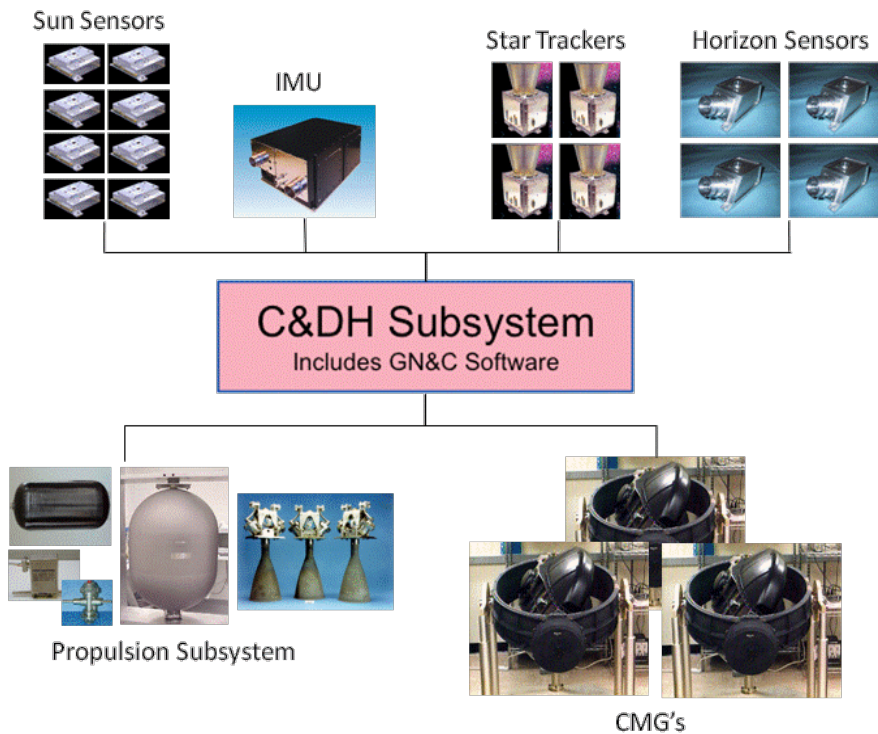 Sun Sensors
IMU
Star Trackers
Horizon Sensors
C&DH Subsystem
Includes GN&C Software
Propulsion Subsystem
CMG's